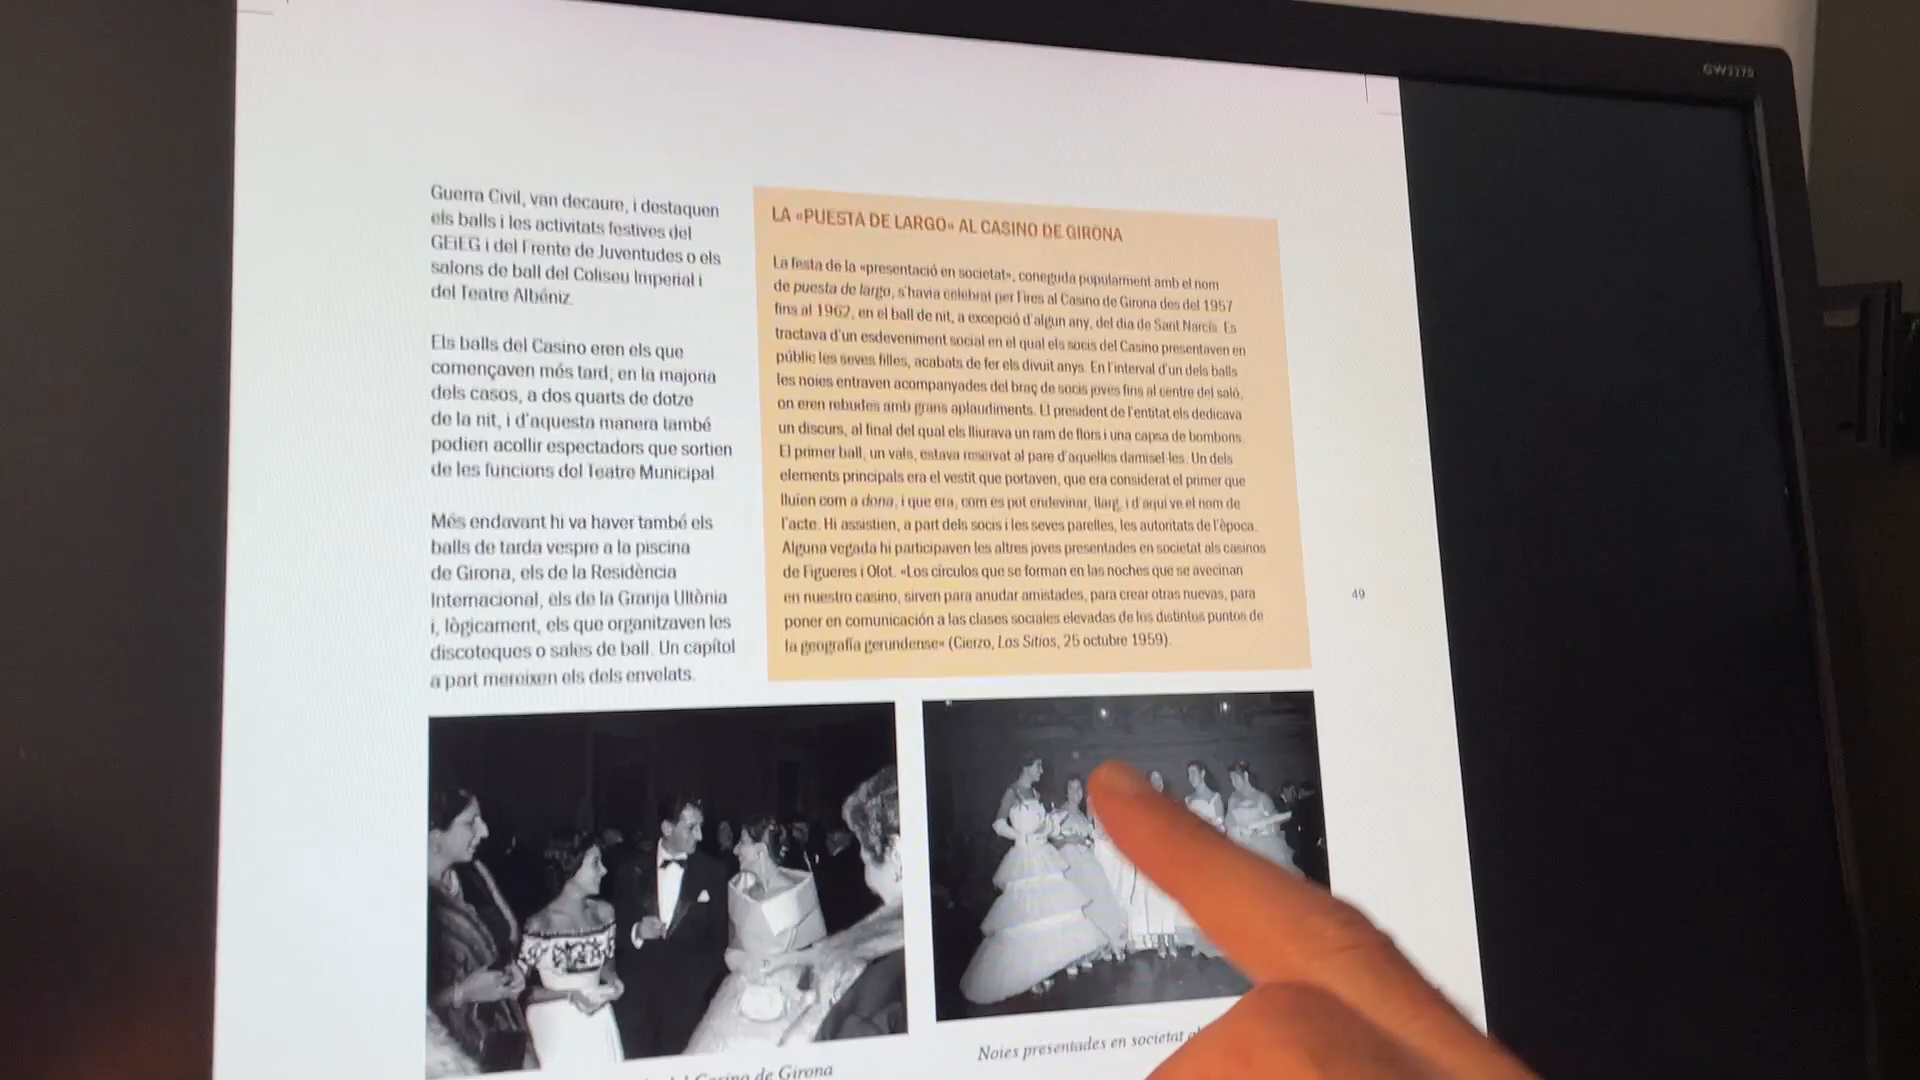 GW2270
Guerra Civil, van decaure, i destaquen
els balls i les activitats festives del
GEiEG i del Frente de Juventudes o els
salons de ball del Coliseu Imperial i
del Teatre Albéniz.
Els balls del Casino eren els que
començaven més tard; en la majoria
dels casos, a dos quarts de dotze
de la nit, i d'aquesta manera també
podien acollir espectadors que sortien
de les funcions del Teatre Municipal.
Més endavant hi va haver també els
balls de tarda vespre a la piscina
de Girona, els de la Residència
Internacional, els de la Granja Ultònia
i, lògicament, els que organitzaven les
discoteques o sales de ball. Un capítol
a part mereixen els dels envelats.
LA «PUESTA DE LARGO» AL CASINO DE GIRONA
La festa de la «presentació en societat», coneguda popularment amb el nom
de puesta de largo, s'havia celebrat per Fires al Casino de Girona des del 1957
fins al 1962, en el ball de nit, a excepció d'algun any, del dia de Sant Narcís. Es
tractava d'un esdeveniment social en el qual els socis del Casino presentaven en
públic les seves filles, acabats de fer els divuit anys. En l'interval d'un dels balls
les noies entraven acompanyades del braç de socis joves fins al centre del saló,
on eren rebudes amb grans aplaudiments. El president de l'entitat els dedicava
un discurs, al final del qual els lliurava un ram de flors i una capsa de bombons.
El primer ball, un vals, estava reservat al pare d'aquelles damisel·les. Un dels
elements principals era el vestit que portaven, que era considerat el primer que
lluïen com a dona, i que era, com es pot endevinar, llarg, i d'aquí ve el nom de
l'acte. Hi assistien, a part dels socis i les seves parelles, les autoritats de l'època.
Alguna vegada hi participaven les altres joves presentades en societat als casinos
de Figueres i Olot. «Los círculos que se forman en las noches que se avecinan
en nuestro casino, sirven para anudar amistades, para crear otras nuevas, para
poner en comunicación a las clases sociales elevadas de los distintos puntos de
la geografía gerundense» (Cierzo, Los Sitios, 25 octubre 1959).
49
Casino de Girona
Noies presentades en societat